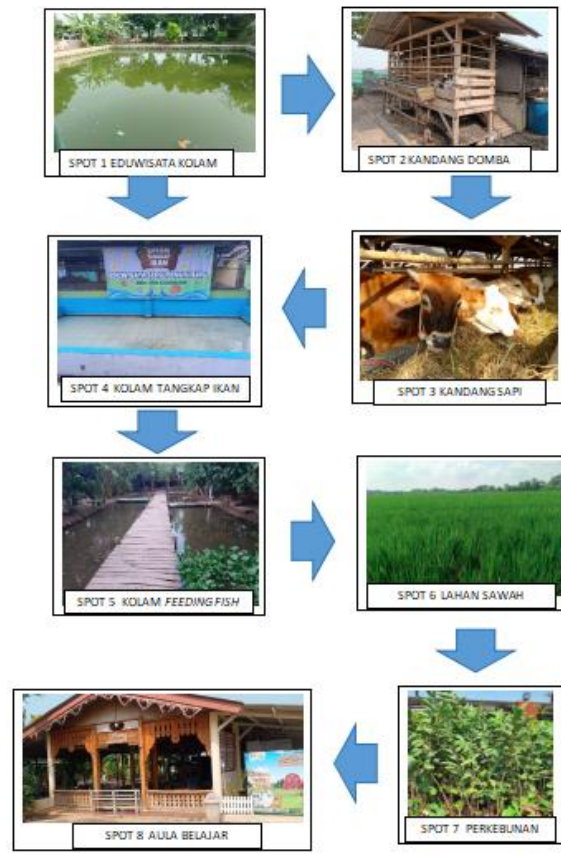 SPOT 1 EDUWISATA KOLAM
SPOT 2 KANDANG DOMBA
SPOT 4 KOLAM TANGKAP IKAN
SPOT 3 KANDANG SAPI
SPOT 5 KOLAM FEEDING FISH
SPOT 6 LAHAN SAWAH
SPOT 8 AULA BELAJAR
SPOT 7 PERKEBUNAN